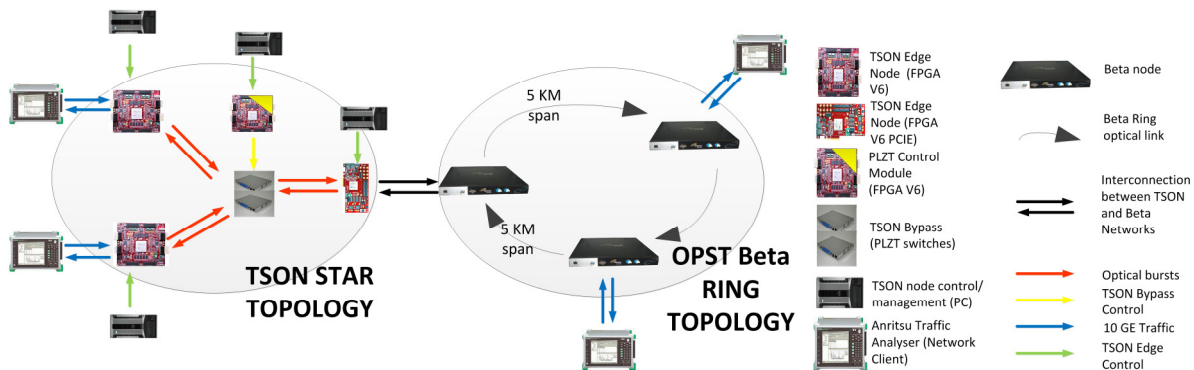 5 KM
span
5 KM
span
TSON STAR
TOPOLOGY
OPST Beta
RING
TOPOLOGY
TSON Edge
Node (FPGA
V6)
TSON Edge
Node (FPGA
V6 PCIE)
PLZT Control
Module
(FPGA V6)
TSON Bypass
(PLZT switches)
TSON node control/
management (PC)
Anritsu Traffic
Analyser (Network
Client)
Beta node
Beta Ring
optical link
Interconnection
between TSON
and Beta
Networks
Optical bursts
TSON Bypass
Control
10 GE Traffic
TSON Edge
Control